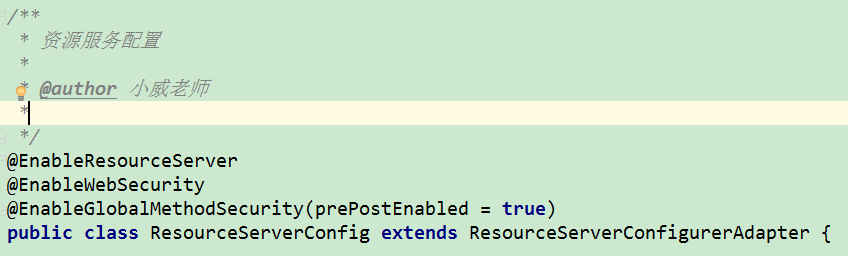 /**
 * 资源服务配置
 *
 * @author 小威老师
 *
 */
@EnableResourceServer
@EnableWebSecurity
@EnableGlobalMethodSecurity(prePostEnabled = true)
public class ResourceServerConfig extends ResourceServerConfigurerAdapter {